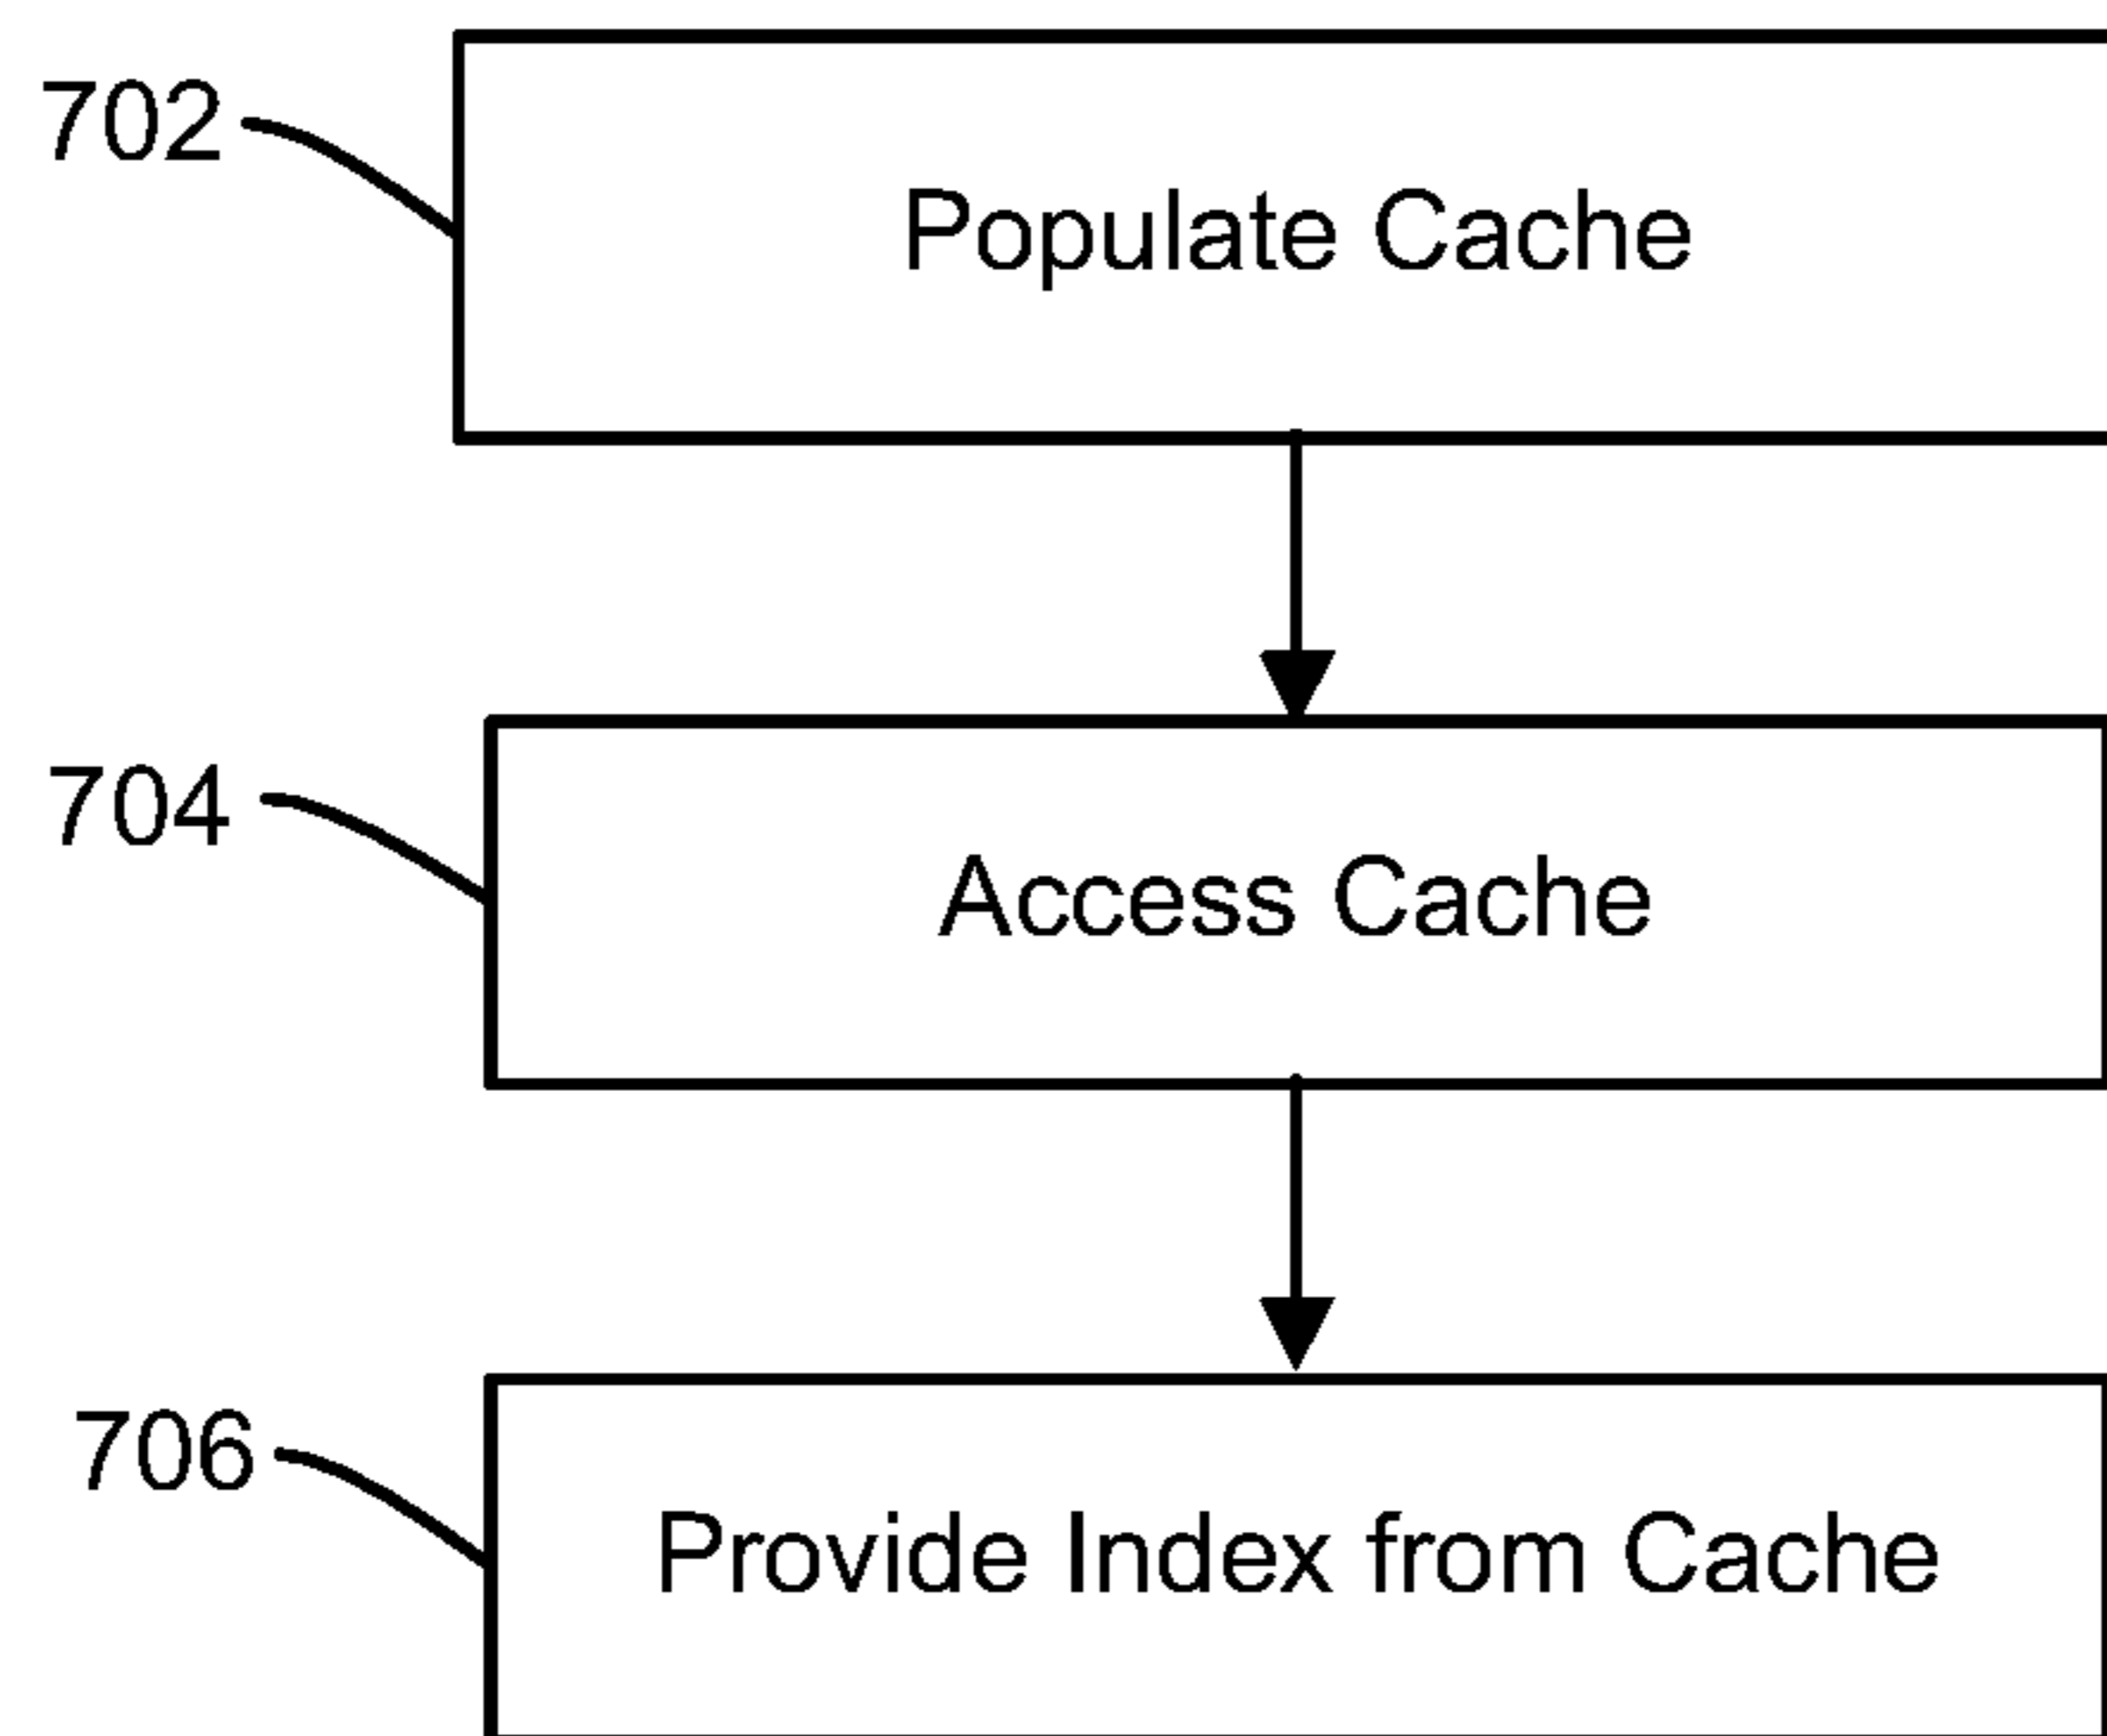 702
Populate Cache
704
Access Cache
706
Provide Index from Cache